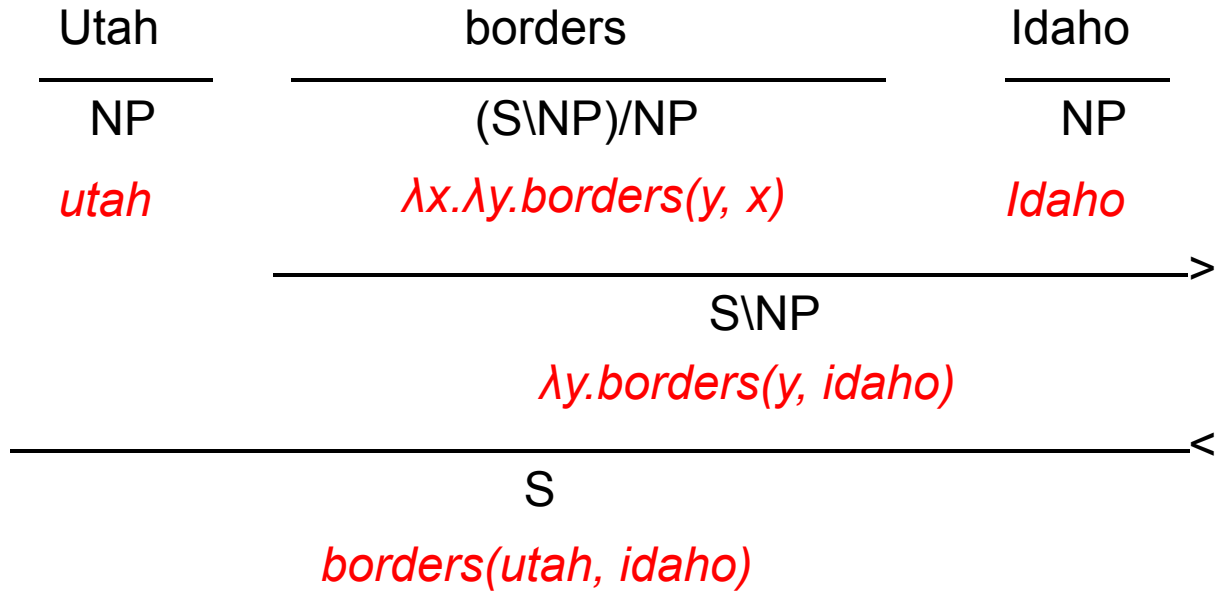 Utah borders Idaho
NP (S\NP)/NP NP
utah λx.λy.borders(y, x) Idaho
>
S\NP
λy.borders(y, idaho)
<
S
borders(utah, idaho)